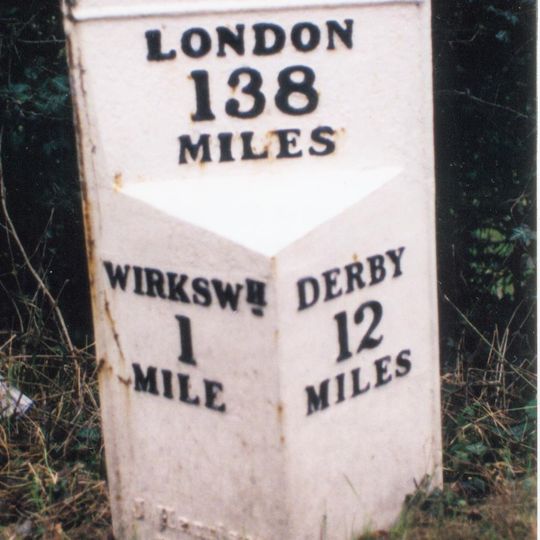 LONDON
138
MILES
WIRKSWH
1
MILE
DERBY
12
MILES